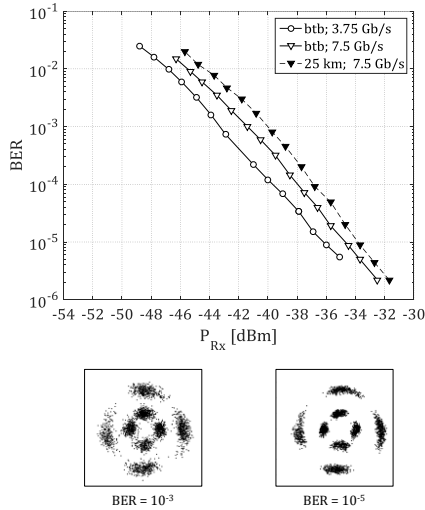 10⁻¹
10⁻²
10⁻³
10⁻⁴
10⁻⁵
10⁻⁶
BER
btb; 3.75 Gb/s
btb; 7.5 Gb/s
25 km; 7.5 Gb/s
-54 -52 -50 -48 -46 -44 -42 -40 -38 -36 -34 -32 -30
P_Rx [dBm]
BER = 10⁻³
BER = 10⁻⁵